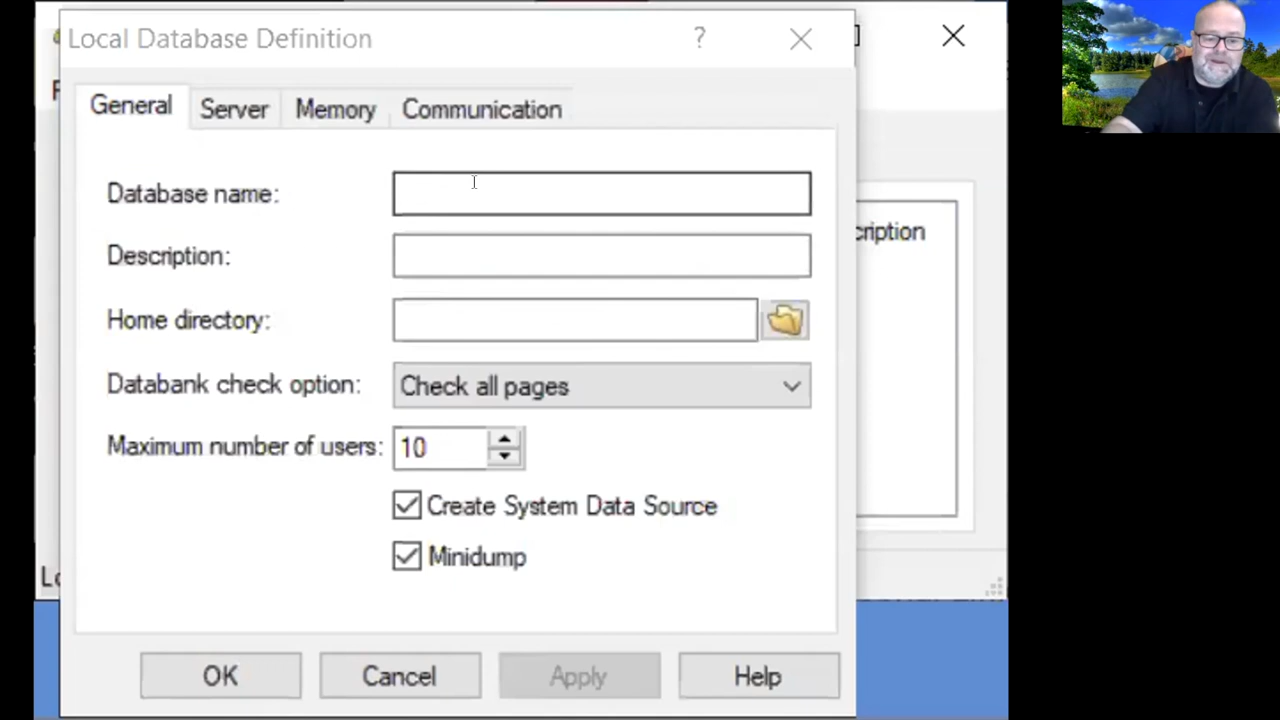 Local Database Definition ?
General Server Memory Communication
Database name:
cription
Description:
Home directory:
Databank check option: Check all pages
Maximum number of users: 10
Create System Data Source
Minidump
OK Cancel Apply Help